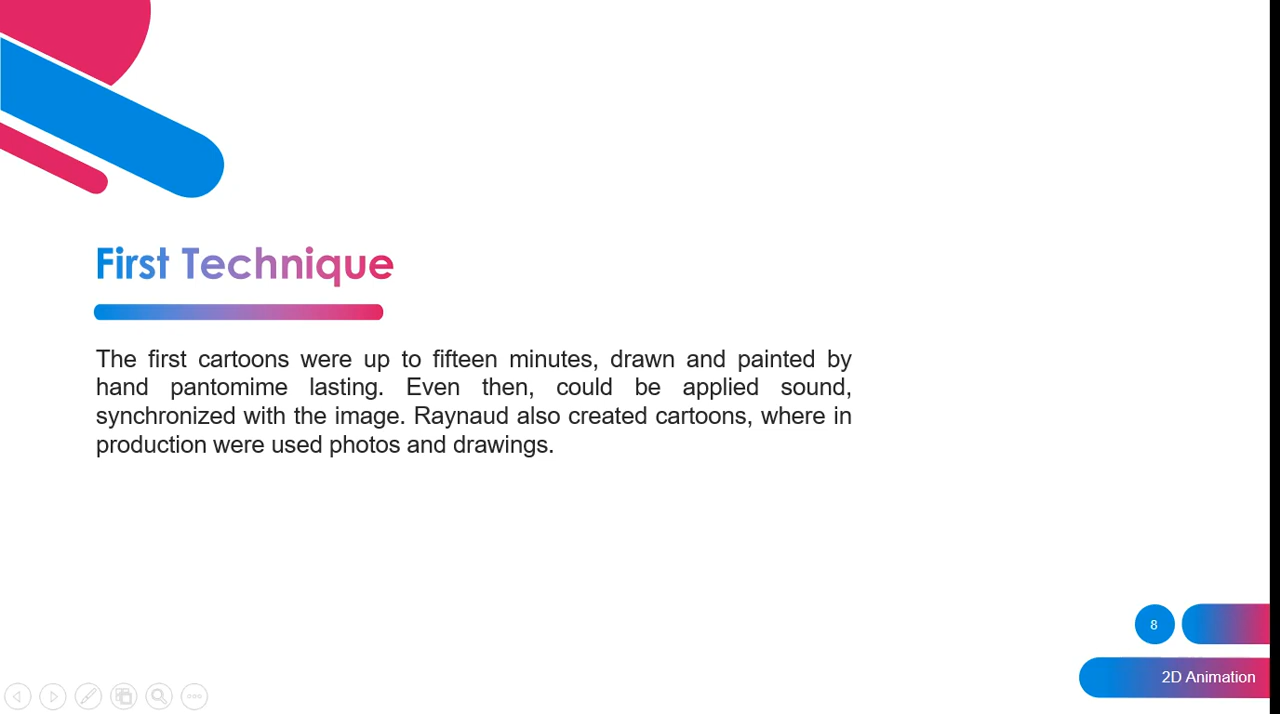 First Technique
The first cartoons were up to fifteen minutes, drawn and painted by
hand pantomime lasting. Even then, could be applied sound,
synchronized with the image. Raynaud also created cartoons, where in
production were used photos and drawings.
8
2D Animation